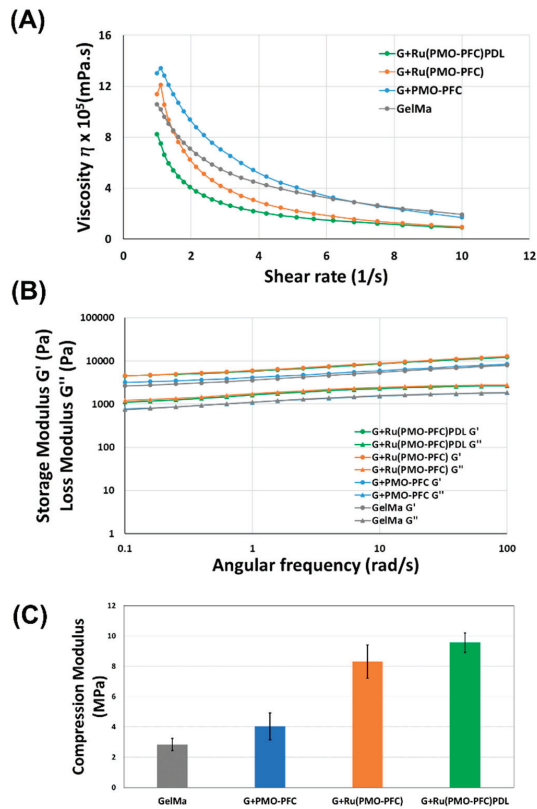 (A)
Viscosity η x 10⁵(mPa.s)
16
12
8
4
0
0 2 4 6 8 10 12
Shear rate (1/s)
G+Ru(PMO-PFC)PDL
G+Ru(PMO-PFC)
G+PMO-PFC
GelMa
(B)
Storage Modulus G' (Pa)
Loss Modulus G'' (Pa)
100000
10000
1000
100
10
1
0.1 1 10 100
Angular frequency (rad/s)
G+Ru(PMO-PFC)PDL G'
G+Ru(PMO-PFC)PDL G''
G+Ru(PMO-PFC) G'
G+Ru(PMO-PFC) G''
G+PMO-PFC G'
G+PMO-PFC G''
GelMa G'
GelMa G''
(C)
Compression Modulus
(MPa)
12
10
8
6
4
2
0
GelMa G+PMO-PFC G+Ru(PMO-PFC) G+Ru(PMO-PFC)PDL